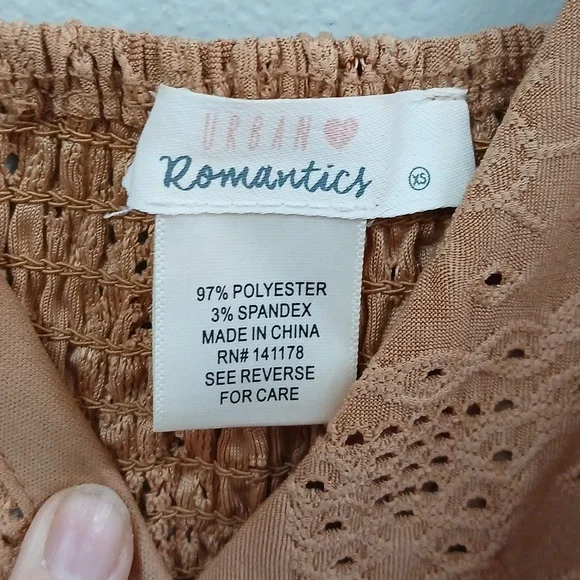 URBAN
Romantics
XS
97% POLYESTER
3% SPANDEX
MADE IN CHINA
RN# 141178
SEE REVERSE
FOR CARE